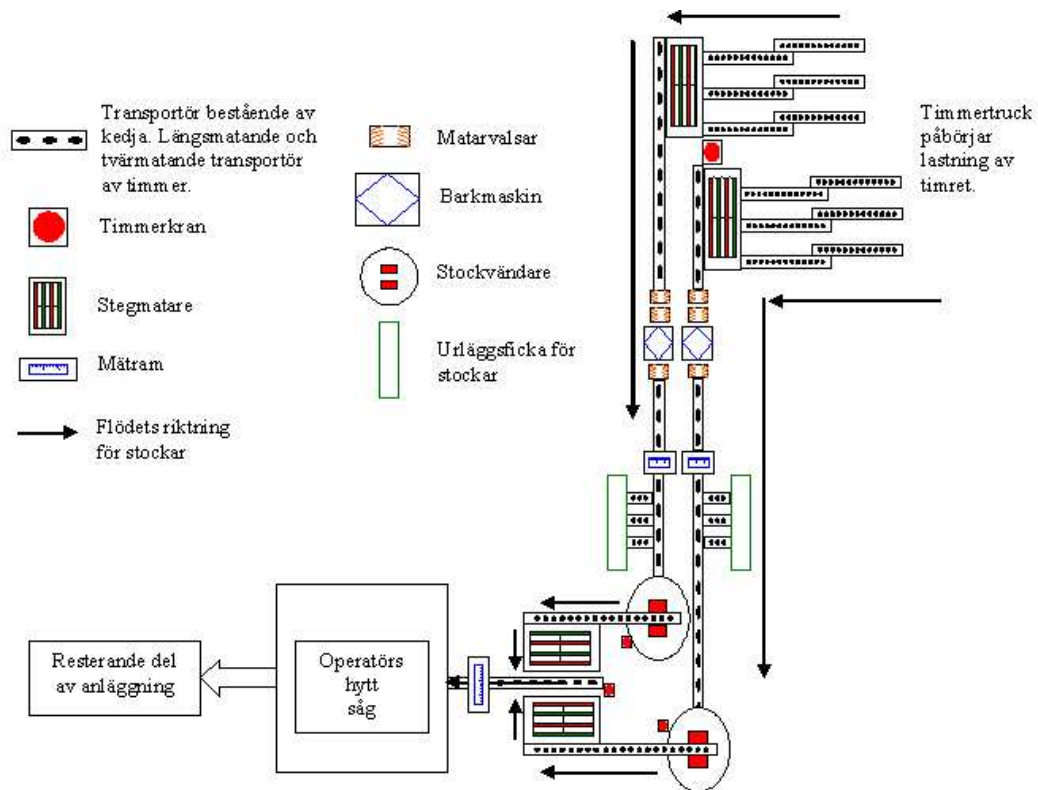 Transportör bestående av
kedja. Längsmatande och
tvärmatande transportör
av timmer.
Timmerkran
Stegmatare
Mätram
Flödets riktning
för stockar
Matarvalsar
Barkmaskin
Stockvändare
Urläggsficka för
stockar
Timmertruck
påbörjar
lastning av
timret.
Resterande del
av anläggning
Operatörs
hytt
såg